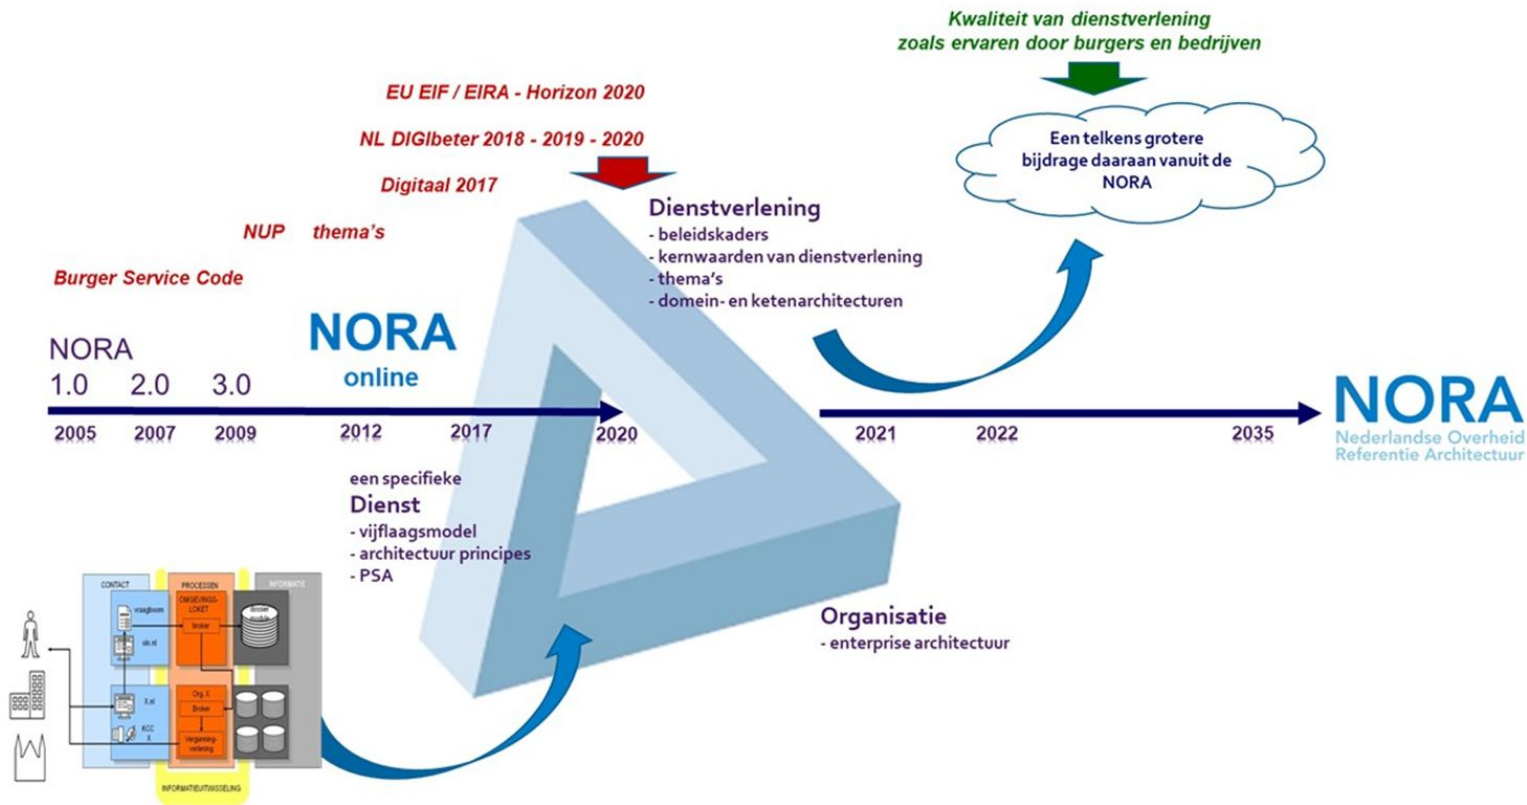 Kwaliteit van dienstverlening
zoals ervaren door burgers en bedrijven
EU EIF / EIRA - Horizon 2020
NL DIGIbeter 2018 - 2019 - 2020
Digitaal 2017
NUP thema's
Burger Service Code
Een telkens grotere
bijdrage daaraan vanuit de
NORA
Dienstverlening
- beleidskaders
- kernwaarden van dienstverlening
- thema's
- domein- en ketenarchitecturen
NORA
1.0 2.0 3.0
NORA
online
2005 2007 2009 2012 2017 2020 2021 2022 2035
NORA
Nederlandse Overheid
Referentie Architectuur
een specifieke
Dienst
- vijflaagsmodel
- architectuur principes
- PSA
Organisatie
- enterprise architectuur
CONTACT PROCESSEN INFORMATIE
OMGEVINGS-
LOKET
vraagboom
broker
olo.nl
Org. X
X.nl
Broker
KCC
X
Vergunning-
verlening
INFORMATIEUITWISSELING